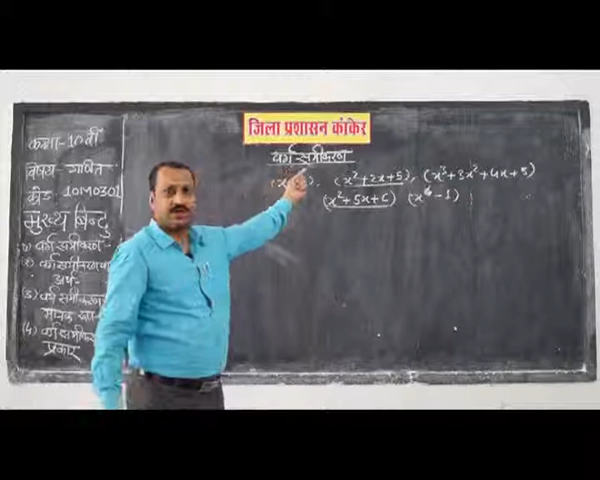 जिला प्रशासन कांकेर
वर्ग समीकरण
(x² + 2x + 5), (x³ + 3x² + 4x + 5)
(x² + 5x + 6) (x⁴ - 1)
कक्षा - 10वीं
विषय - गणित
कोड - 10M0301
मुख्य बिन्दु
(1) वर्ग समीकरण -
(2) वर्ग समीकरण का
अर्थ -
(3) वर्ग समीकरण
मानक रूप -
(4) वर्ग समीकरण
प्रकार